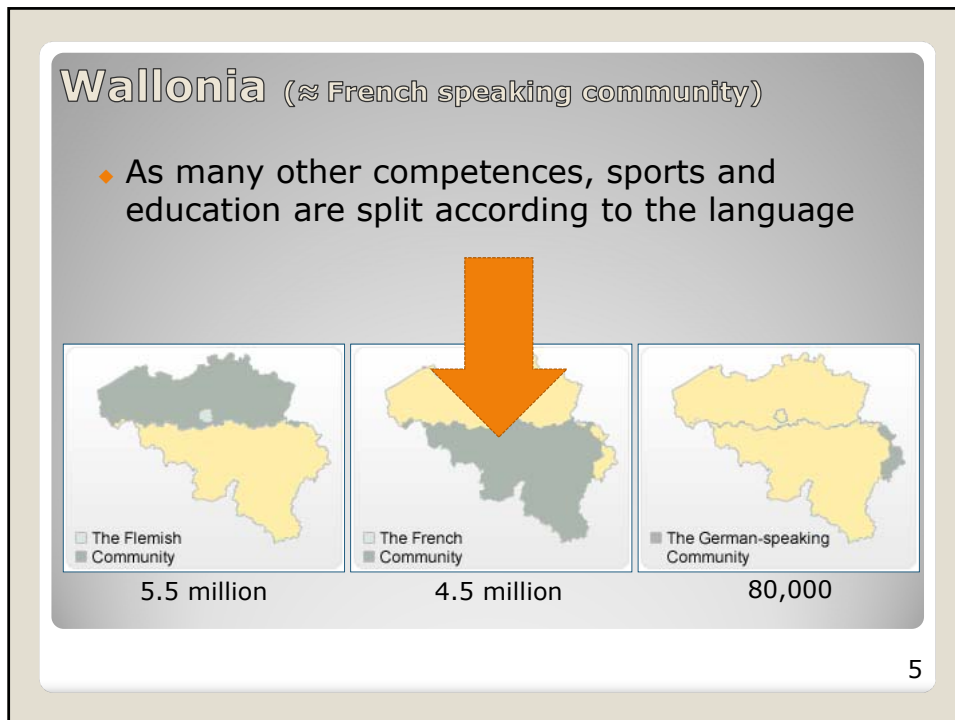 Wallonia (≈ French speaking community)
As many other competences, sports and
education are split according to the language
The Flemish
Community
The French
Community
The German-speaking
Community
5.5 million
4.5 million
80,000
5